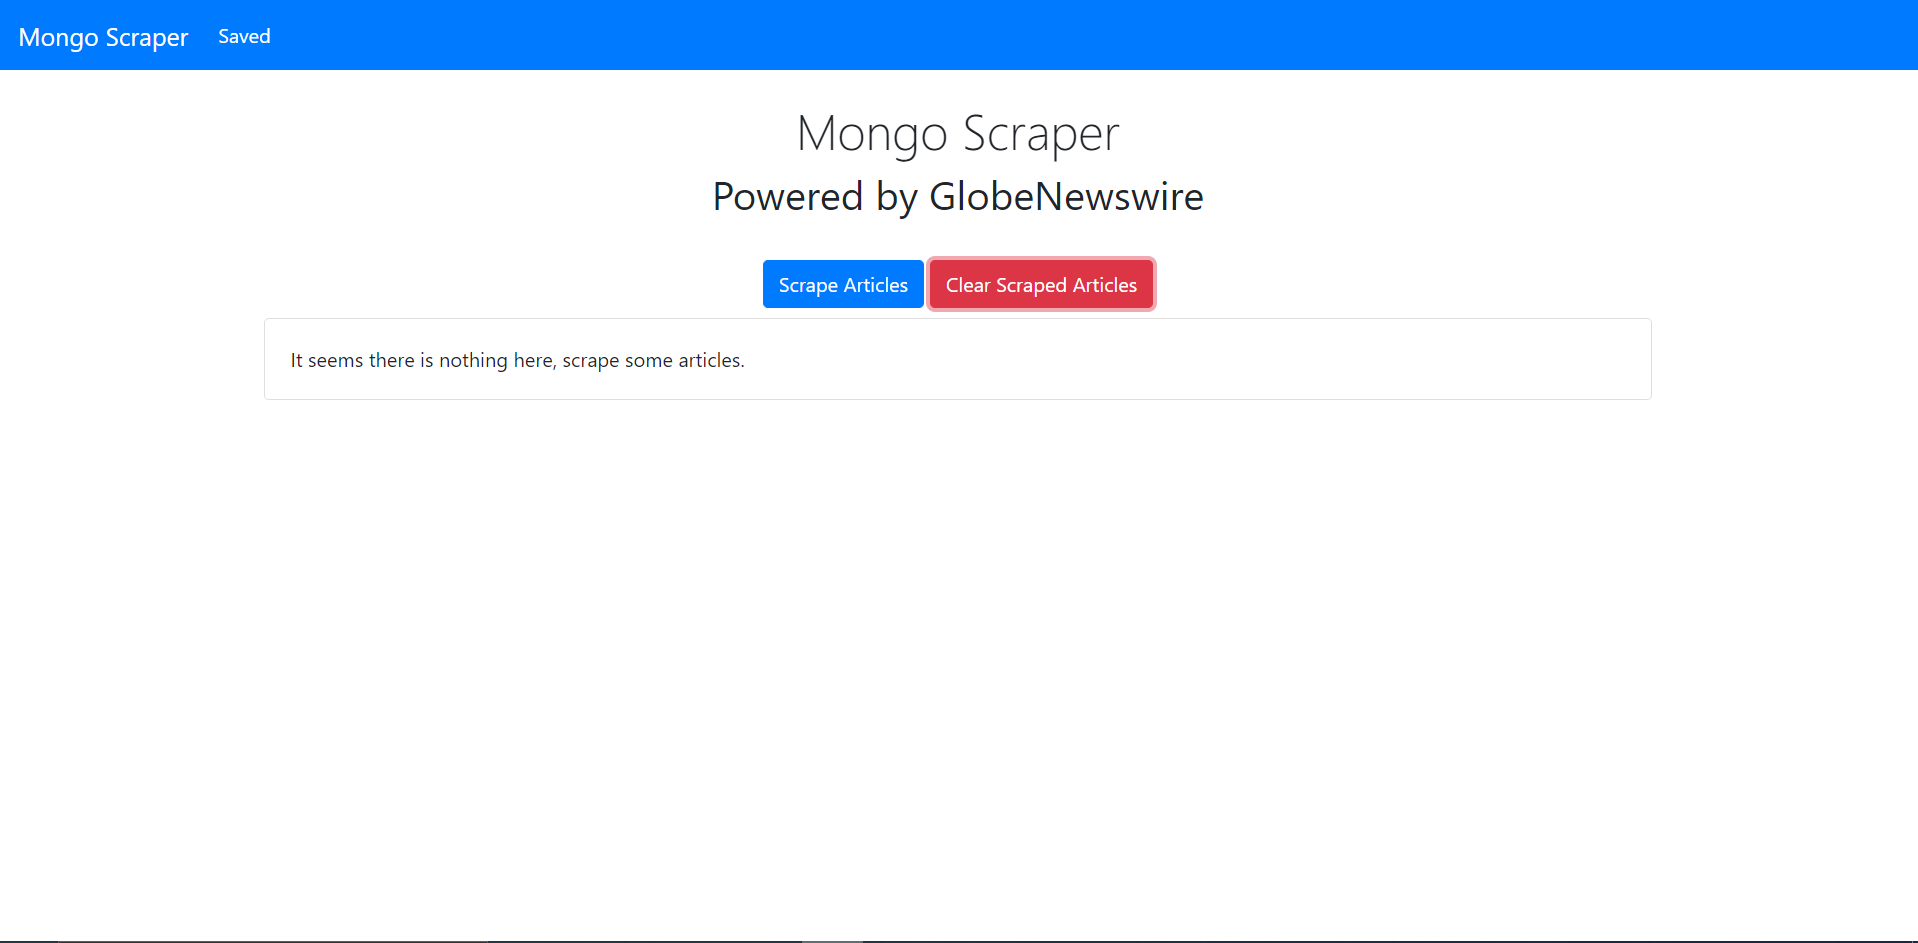 Mongo Scraper Saved
Mongo Scraper
Powered by GlobeNewswire
Scrape Articles Clear Scraped Articles
It seems there is nothing here, scrape some articles.